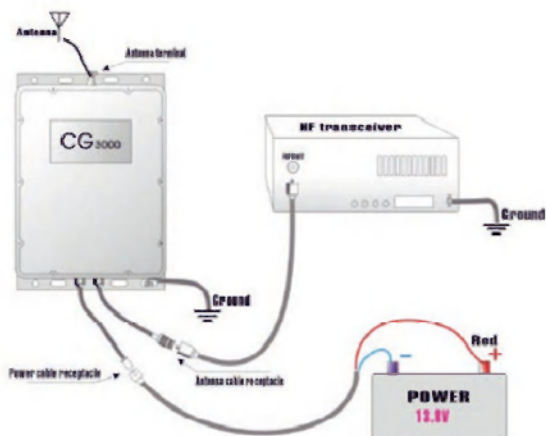 Antenna
Antenna terminal
CG3000
HF transceiver
Ground
Ground
Power cable receptacle
Antenna cable receptacle
Red
+
−
POWER
13.8V